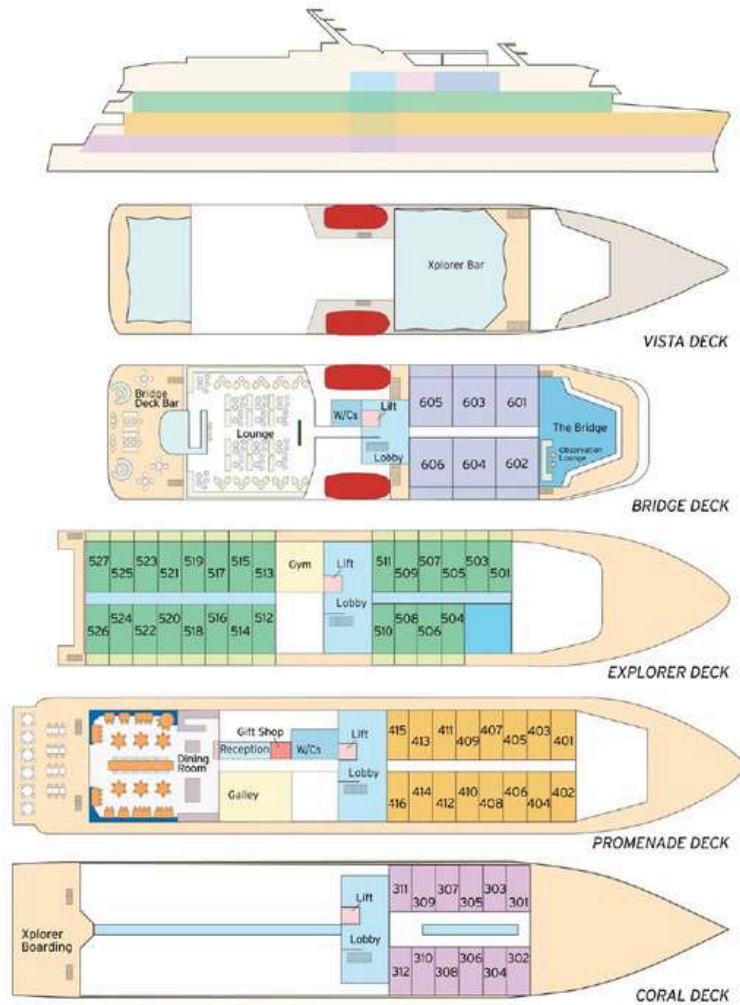 Xplorer Bar
VISTA DECK
Bridge
Deck Bar
Lounge
W/Cs
Lift
Lobby
605 603 601
606 604 602
The Bridge
Observation
Lounge
BRIDGE DECK
527 523 519 515
525 521 517 513
Gym
Lift
Lobby
511 507 503
509 505 501
524 520 516 512
526 522 518 514
508 504
510 506
EXPLORER DECK
Gift Shop
Reception
W/Cs
Lift
Lobby
Dining
Room
Galley
415 411 407 403
413 409 405 401
414 410 406 402
416 412 408 404
PROMENADE DECK
Xplorer
Boarding
Lift
Lobby
311 307 303
309 305 301
310 306 302
312 308 304
CORAL DECK